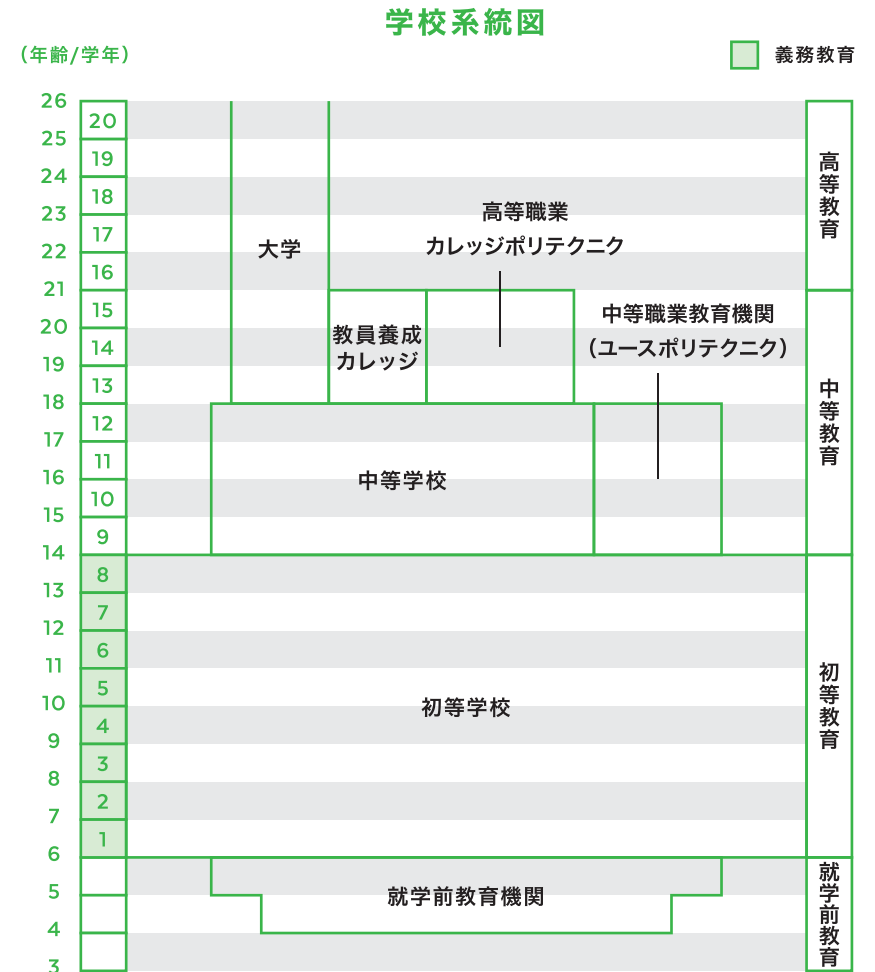 学校系統図
（年齢/学年）
義務教育
26
20
25
19
24
18
23
17
22
16
21
15
20
14
19
13
18
12
17
11
16
10
15
9
14
8
13
7
12
6
11
5
10
4
9
3
8
2
7
1
6
5
4
3
大学
高等職業
カレッジポリテクニク
教員養成
カレッジ
中等職業教育機関
（ユースポリテクニク）
中等学校
初等学校
就学前教育機関
高等教育
中等教育
初等教育
就学前教育